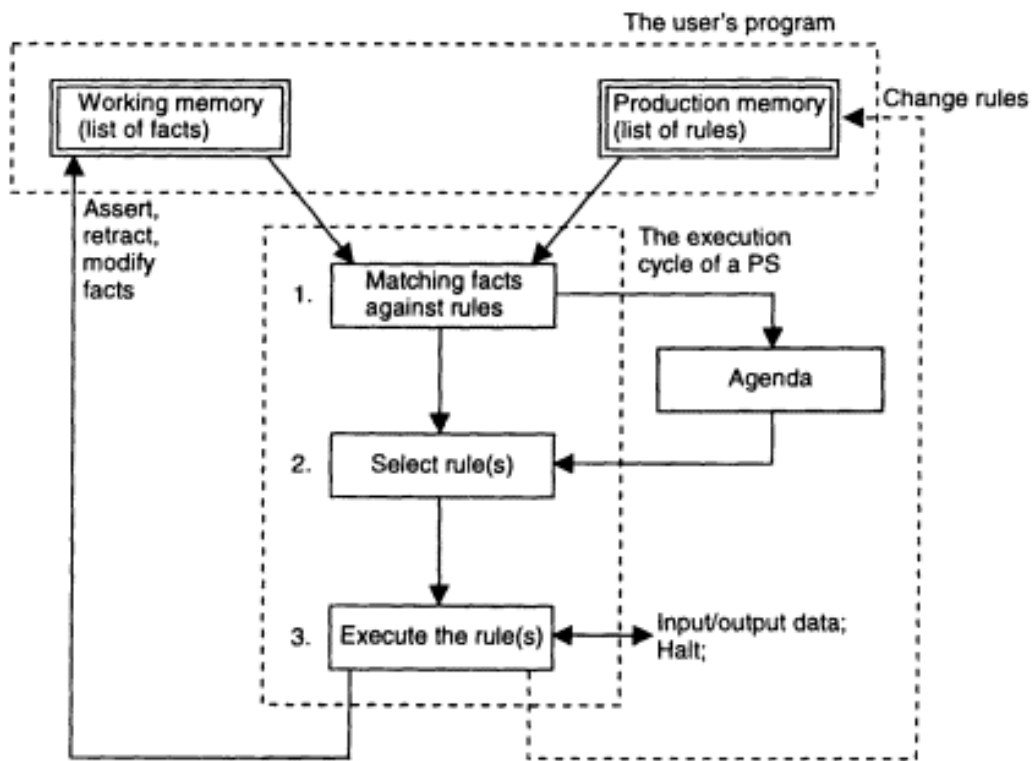 The user's program
Working memory
(list of facts)
Production memory
(list of rules)
Change rules
Assert,
retract,
modify
facts
The execution
cycle of a PS
1.
Matching facts
against rules
Agenda
2.
Select rule(s)
3.
Execute the rule(s)
Input/output data;
Halt;